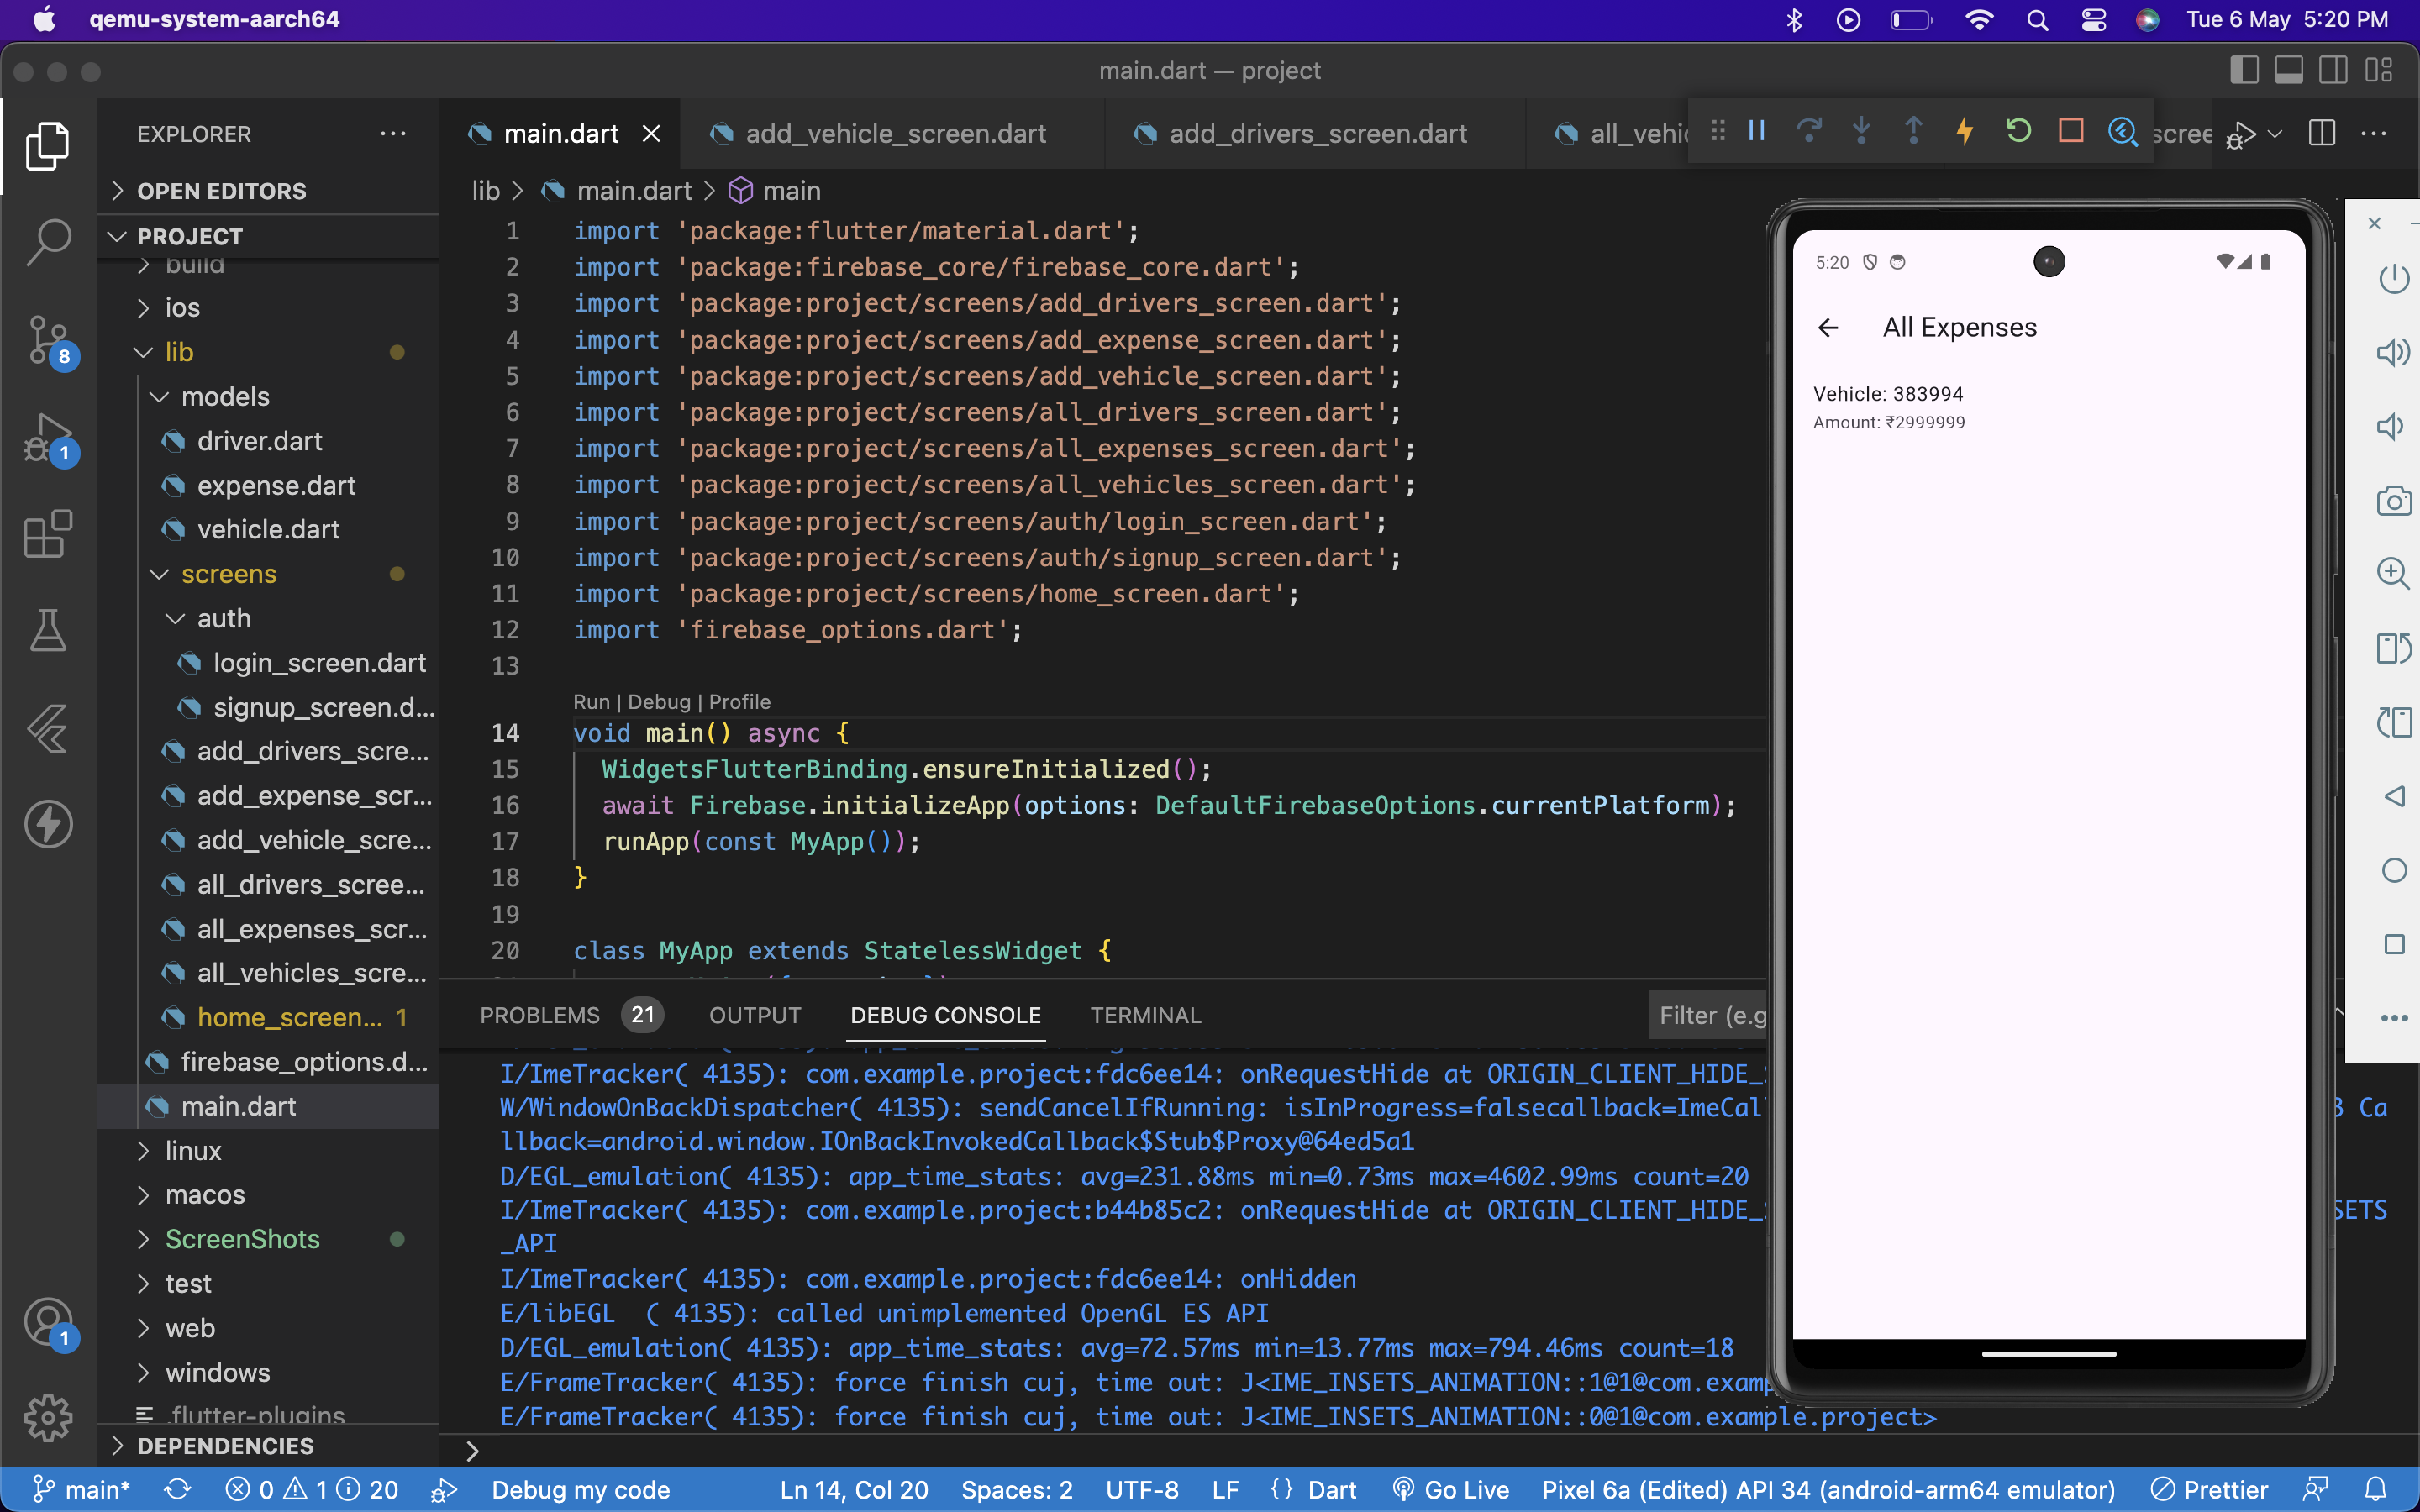 qemu-system-aarch64
Tue 6 May 5:20 PM
main.dart — project
EXPLORER
OPEN EDITORS
PROJECT
build
ios
lib
models
driver.dart
expense.dart
vehicle.dart
screens
auth
login_screen.dart
signup_screen.d...
add_drivers_scre...
add_expense_scr...
add_vehicle_scre...
all_drivers_scree...
all_expenses_scr...
all_vehicles_scre...
home_screen... 1
firebase_options.d...
main.dart
linux
macos
ScreenShots
test
web
windows
.flutter-plugins
DEPENDENCIES
8
1
1
main.dart
add_vehicle_screen.dart
add_drivers_screen.dart
all_vehic
scree
lib > main.dart > main
1 import 'package:flutter/material.dart';
2 import 'package:firebase_core/firebase_core.dart';
3 import 'package:project/screens/add_drivers_screen.dart';
4 import 'package:project/screens/add_expense_screen.dart';
5 import 'package:project/screens/add_vehicle_screen.dart';
6 import 'package:project/screens/all_drivers_screen.dart';
7 import 'package:project/screens/all_expenses_screen.dart';
8 import 'package:project/screens/all_vehicles_screen.dart';
9 import 'package:project/screens/auth/login_screen.dart';
10 import 'package:project/screens/auth/signup_screen.dart';
11 import 'package:project/screens/home_screen.dart';
12 import 'firebase_options.dart';
13
Run | Debug | Profile
14 void main() async {
15 WidgetsFlutterBinding.ensureInitialized();
16 await Firebase.initializeApp(options: DefaultFirebaseOptions.currentPlatform);
17 runApp(const MyApp());
18 }
19
20 class MyApp extends StatelessWidget {
PROBLEMS 21 OUTPUT DEBUG CONSOLE TERMINAL
Filter (e.g
I/ImeTracker( 4135): com.example.project:fdc6ee14: onRequestHide at ORIGIN_CLIENT_HIDE_
W/WindowOnBackDispatcher( 4135): sendCancelIfRunning: isInProgress=falsecallback=ImeCal
Ca
llback=android.window.IOnBackInvokedCallback$Stub$Proxy@64ed5a1
D/EGL_emulation( 4135): app_time_stats: avg=231.88ms min=0.73ms max=4602.99ms count=20
I/ImeTracker( 4135): com.example.project:b44b85c2: onRequestHide at ORIGIN_CLIENT_HIDE_
SETS
_API
I/ImeTracker( 4135): com.example.project:fdc6ee14: onHidden
E/libEGL ( 4135): called unimplemented OpenGL ES API
D/EGL_emulation( 4135): app_time_stats: avg=72.57ms min=13.77ms max=794.46ms count=18
E/FrameTracker( 4135): force finish cuj, time out: J<IME_INSETS_ANIMATION::1@1@com.examp
E/FrameTracker( 4135): force finish cuj, time out: J<IME_INSETS_ANIMATION::0@1@com.example.project>
5:20
All Expenses
Vehicle: 383994
Amount: ₹2999999
main* 0 1 20 Debug my code Ln 14, Col 20 Spaces: 2 UTF-8 LF {} Dart Go Live Pixel 6a (Edited) API 34 (android-arm64 emulator) Prettier